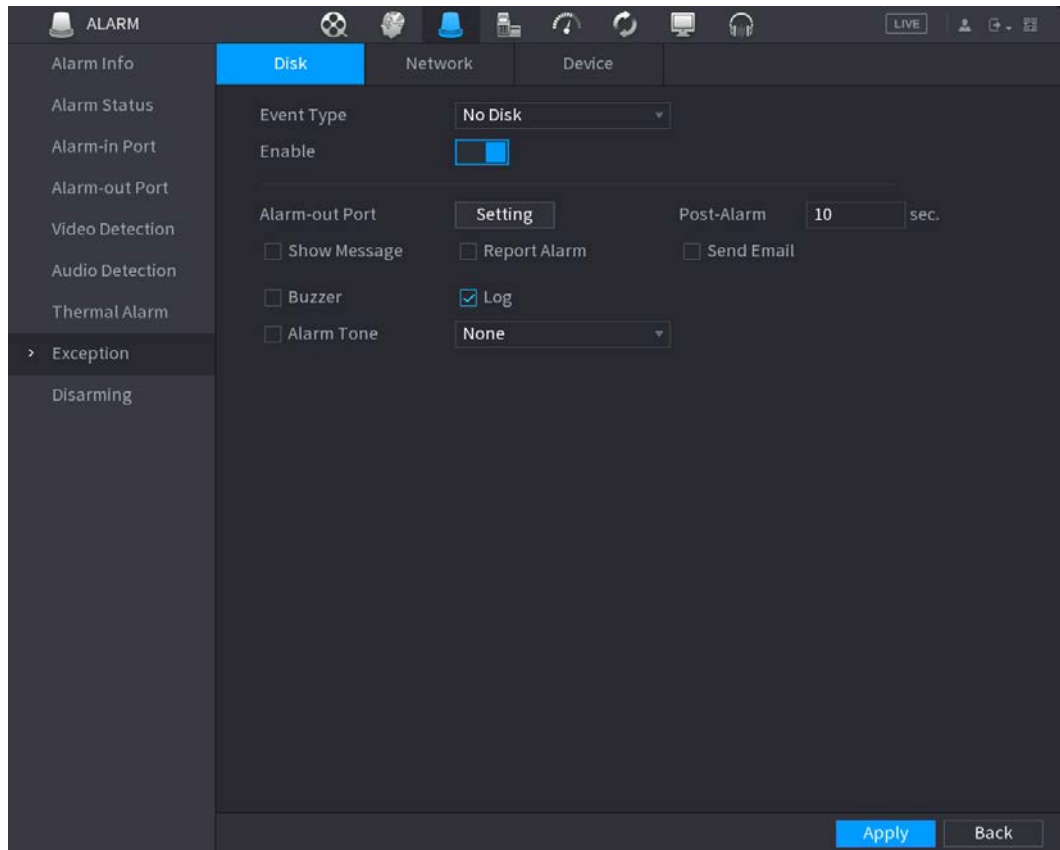 ALARM
LIVE
Alarm Info
Alarm Status
Alarm-in Port
Alarm-out Port
Video Detection
Audio Detection
Thermal Alarm
Exception
Disarming
Disk Network Device
Event Type No Disk
Enable
Alarm-out Port Setting Post-Alarm 10 sec.
Show Message Report Alarm Send Email
Buzzer Log
Alarm Tone None
Apply Back